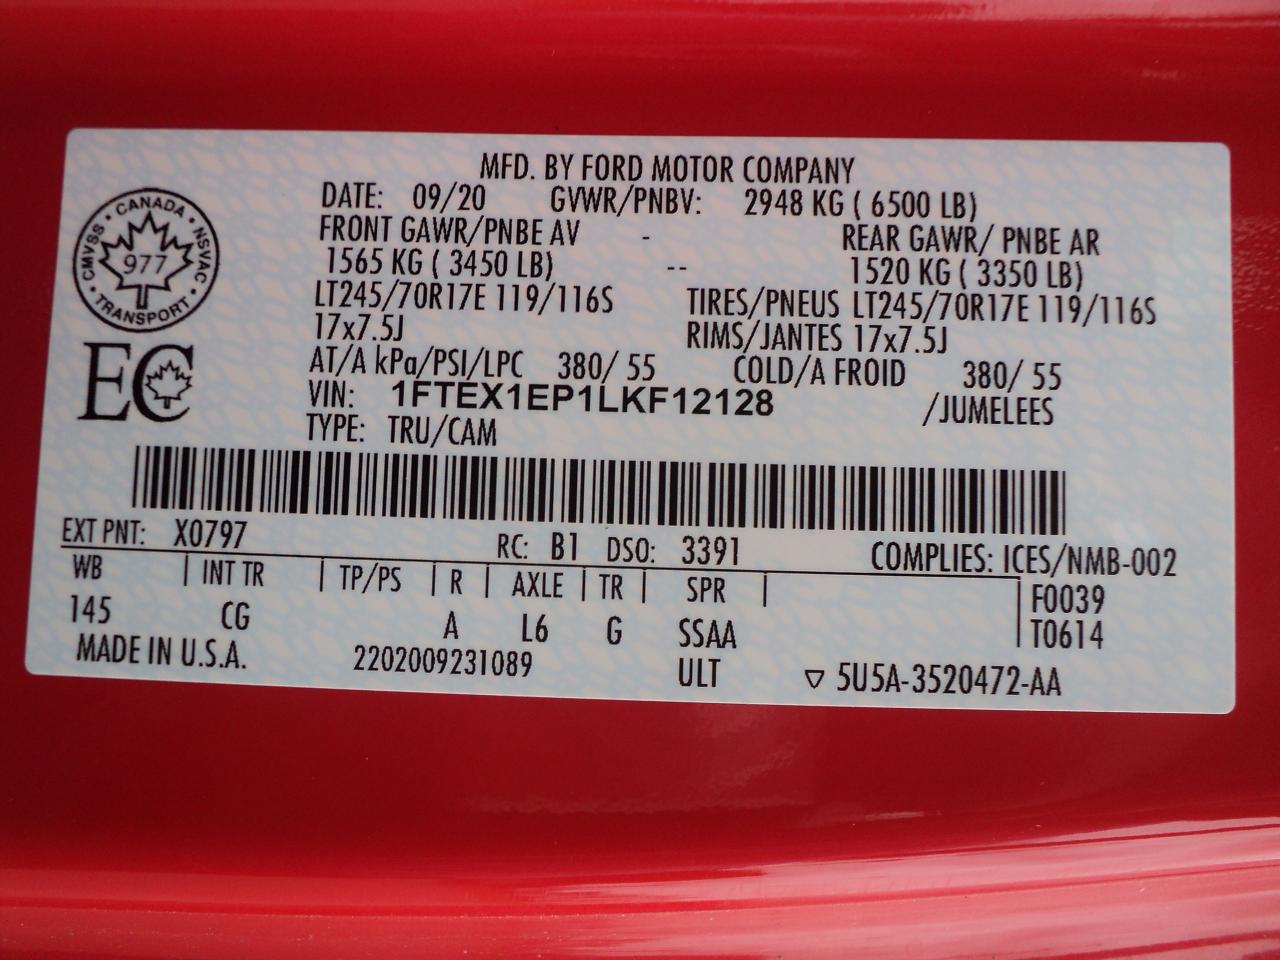 MFD. BY FORD MOTOR COMPANY
DATE: 09/20 GVWR/PNBV: 2948 KG ( 6500 LB)
FRONT GAWR/PNBE AV - REAR GAWR/ PNBE AR
1565 KG ( 3450 LB) -- 1520 KG ( 3350 LB)
LT245/70R17E 119/116S TIRES/PNEUS LT245/70R17E 119/116S
17x7.5J RIMS/JANTES 17x7.5J
AT/A kPa/PSI/LPC 380/ 55 COLD/A FROID 380/ 55
VIN: 1FTEX1EP1LKF12128 /JUMELEES
TYPE: TRU/CAM
CANADA
CMVSS 977 NSVAC
TRANSPORT
EC
EXT PNT: X0797 RC: B1 DSO: 3391 COMPLIES: ICES/NMB-002
WB | INT TR | TP/PS | R | AXLE | TR | SPR | F0039
145 CG A L6 G SSAA T0614
MADE IN U.S.A. 2202009231089 ULT ▽ 5U5A-3520472-AA